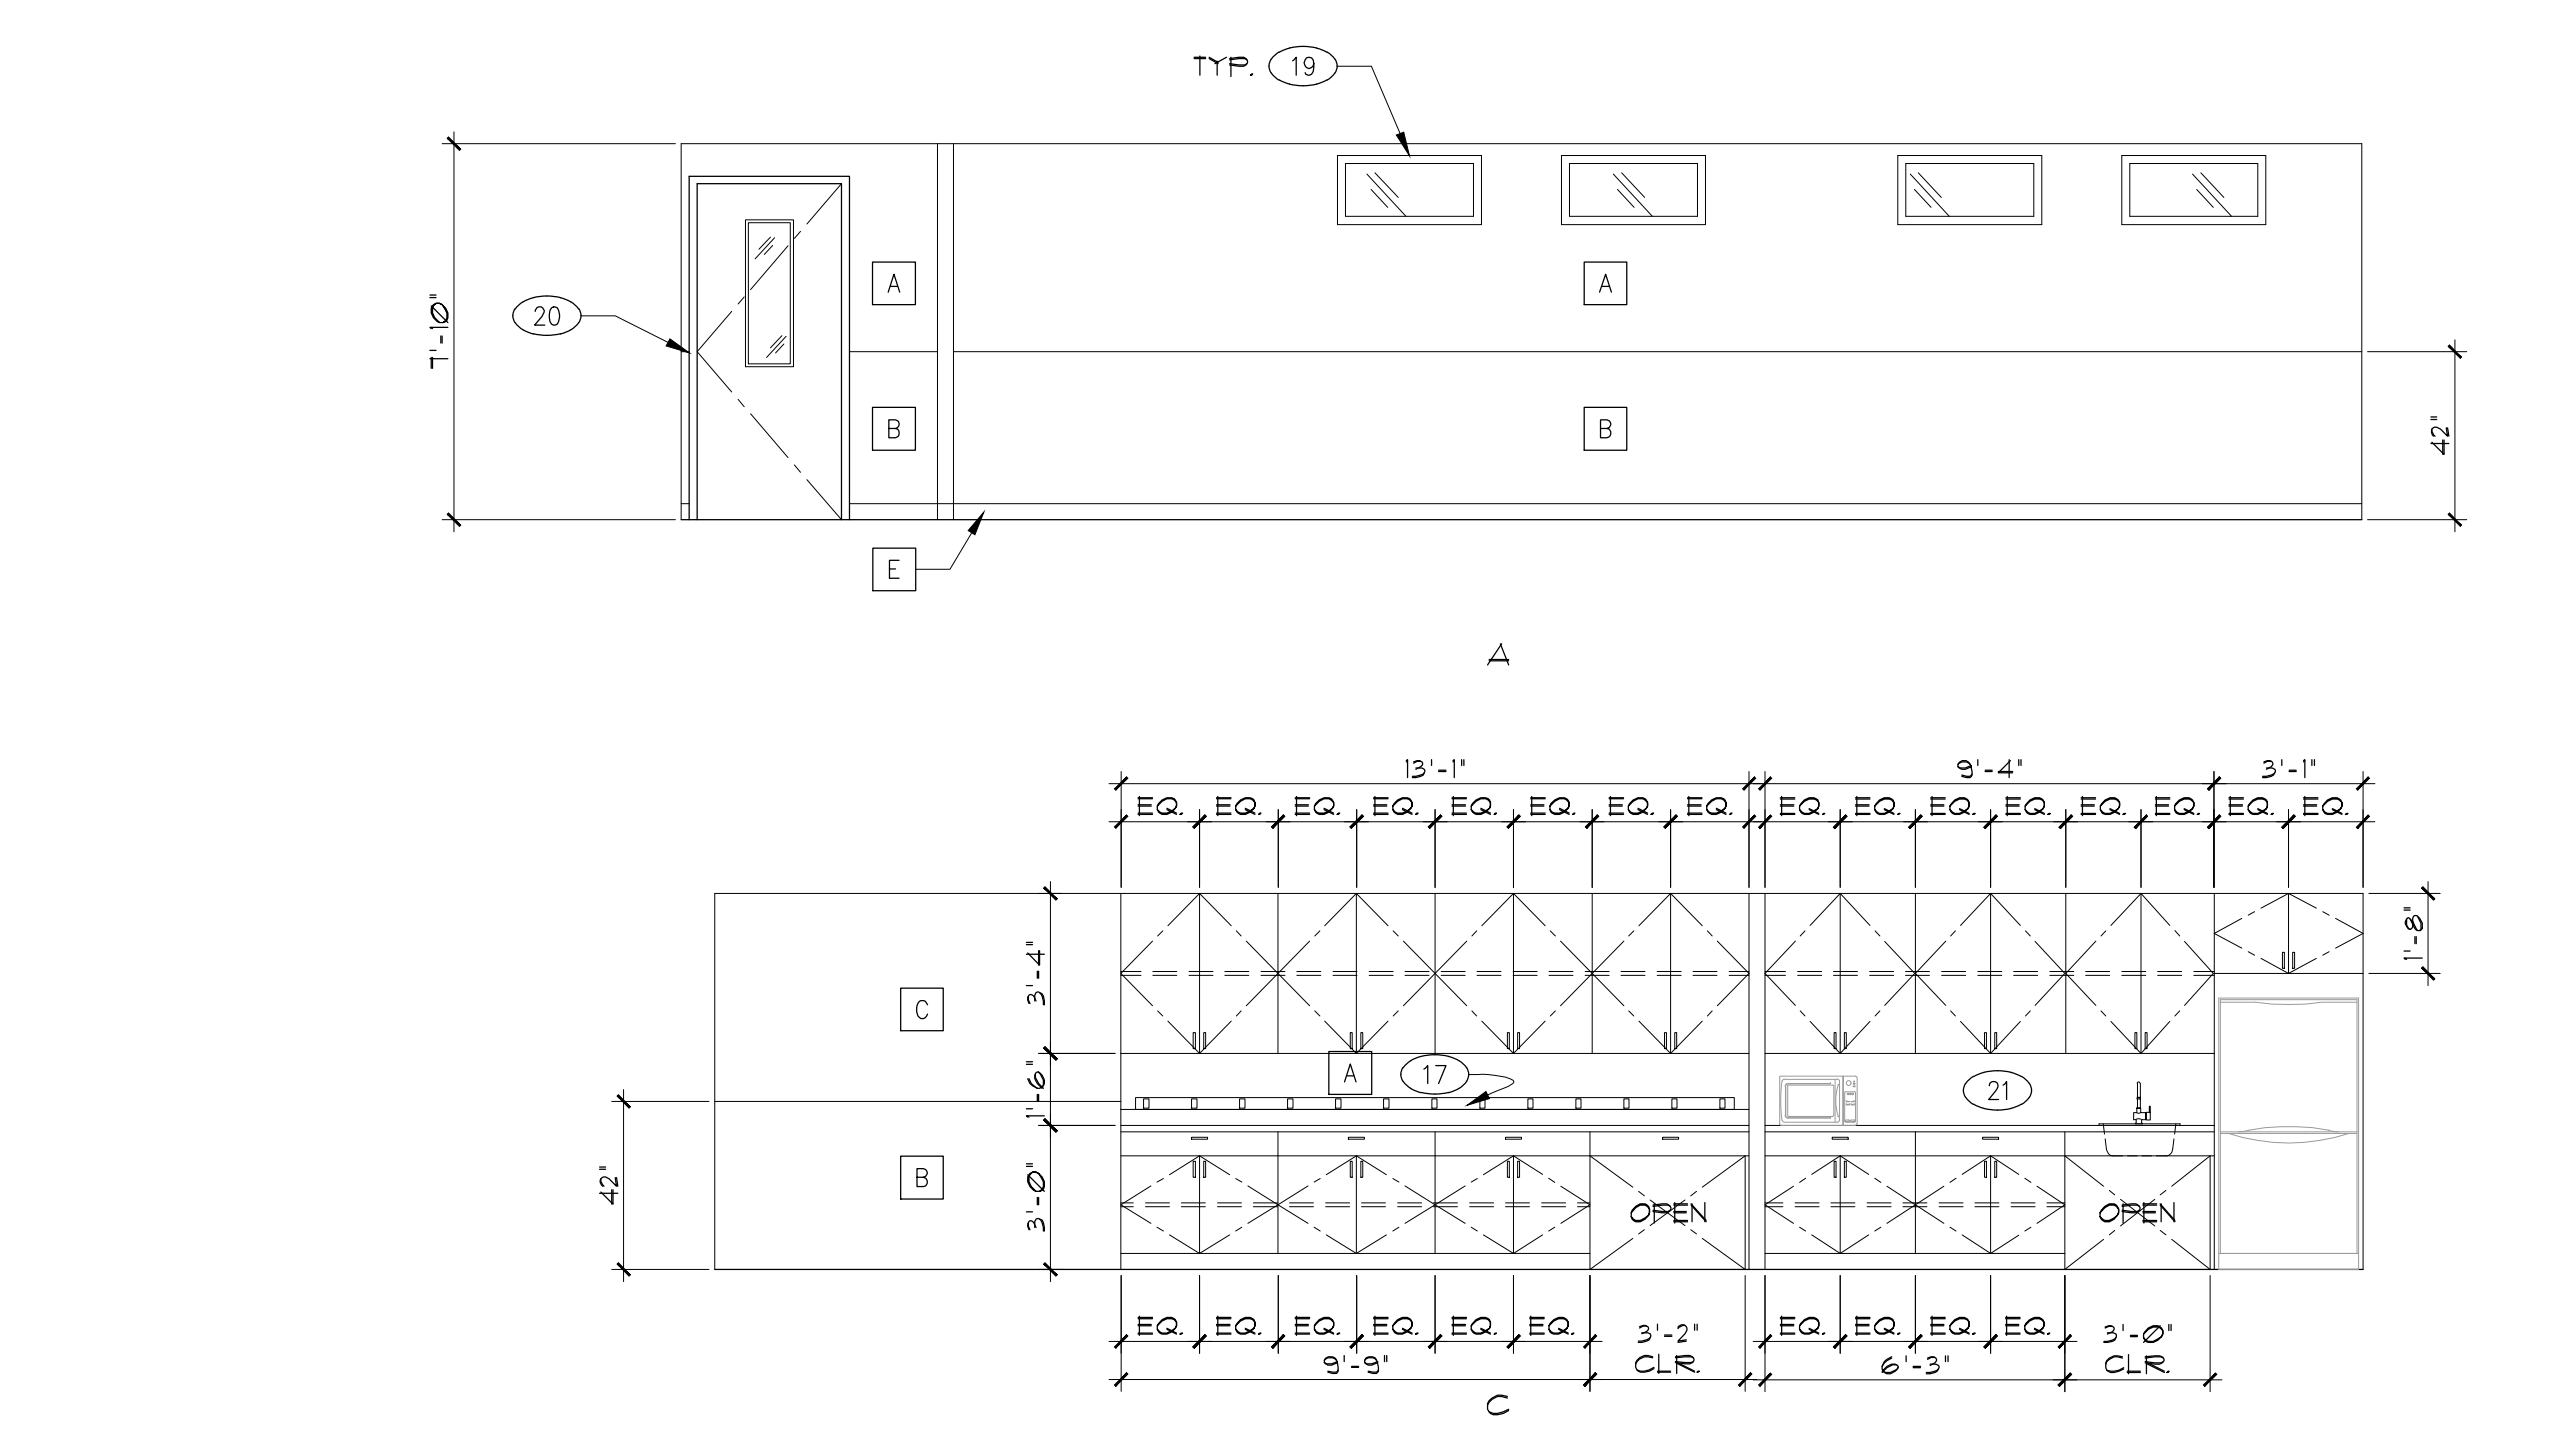 TYP. 19
7'-10"
20
A
A
B
B
42"
E
A
13'-1" 9'-4" 3'-1"
EQ. EQ. EQ. EQ. EQ. EQ. EQ. EQ. EQ. EQ. EQ. EQ. EQ. EQ. EQ. EQ.
3'-4"
1'-8"
C
A
17
21
1'-6"
42"
B
3'-0"
OPEN
OPEN
EQ. EQ. EQ. EQ. EQ. EQ. 3'-2" EQ. EQ. EQ. EQ. 3'-0"
9'-9" CLR. 6'-3" CLR.
C